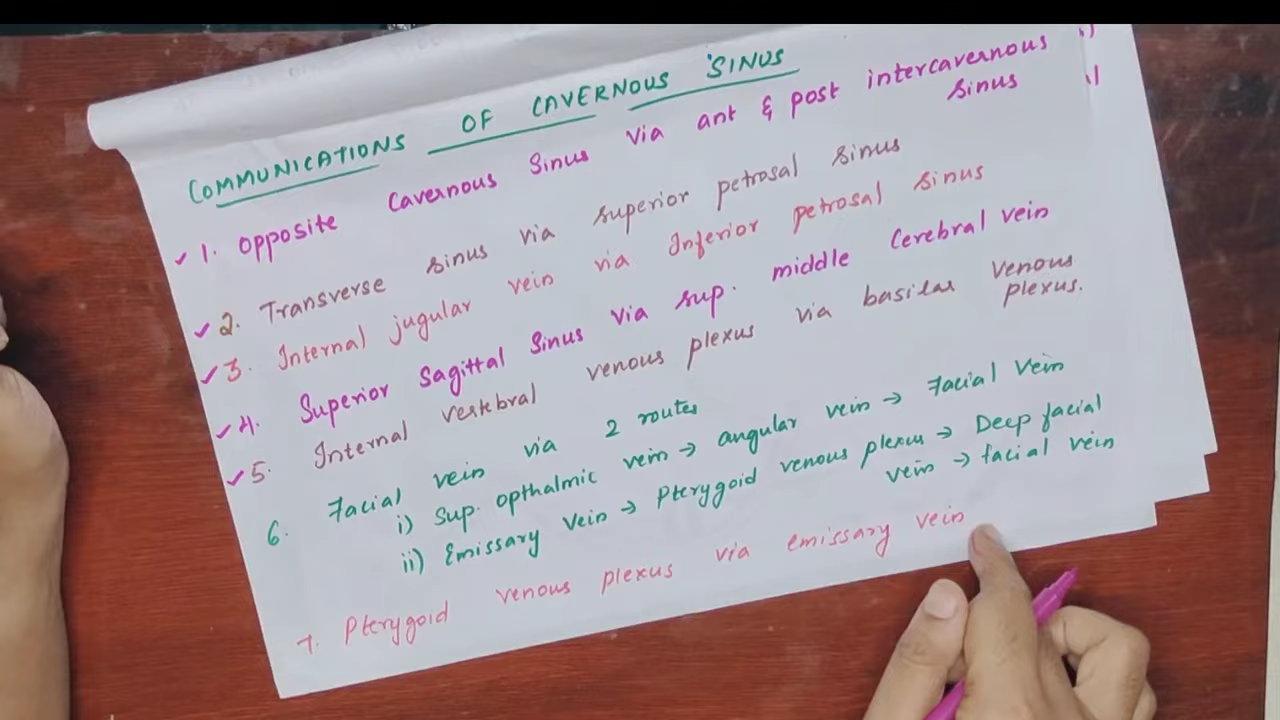 COMMUNICATIONS OF CAVERNOUS SINUS
✓ 1. Opposite Cavernous Sinus via ant & post intercavernous
sinus
✓ 2. Transverse sinus via superior petrosal sinus
✓ 3. Internal jugular vein via Inferior petrosal sinus
✓ 4. Superior Sagittal Sinus via sup. middle Cerebral vein
✓ 5. Internal vertebral venous plexus via basilar venous
plexus.
6. Facial vein via 2 routes
i) Sup. opthalmic vein → angular vein → Facial Vein
ii) Emissary Vein → Pterygoid venous plexus → Deep facial
vein → facial vein
7. Pterygoid venous plexus via emissary vein